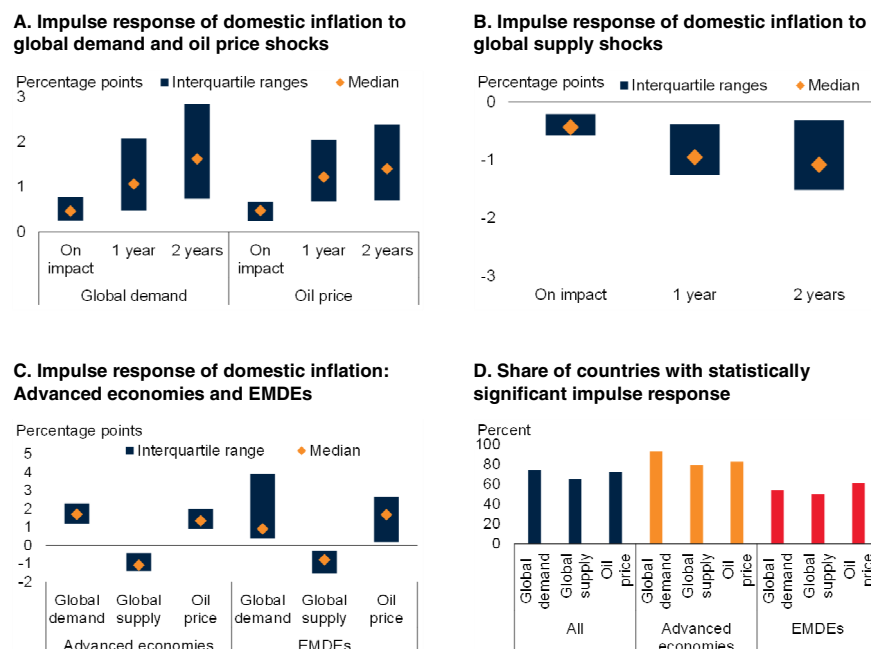 A. Impulse response of domestic inflation to
global demand and oil price shocks
Percentage points
Interquartile ranges
Median
3
2
1
0
On
impact
1 year
2 years
On
impact
1 year
2 years
Global demand
Oil price
B. Impulse response of domestic inflation to
global supply shocks
Percentage points
Interquartile ranges
Median
0
-1
-2
-3
On impact
1 year
2 years
C. Impulse response of domestic inflation:
Advanced economies and EMDEs
Percentage points
Interquartile range
Median
5
4
3
2
1
0
-1
-2
Global
demand
Global
supply
Oil
price
Global
demand
Global
supply
Oil
price
Advanced economies
EMDEs
D. Share of countries with statistically
significant impulse response
Percent
100
80
60
40
20
0
Global
demand
Global
supply
Oil
price
Global
demand
Global
supply
Oil
price
Global
demand
Global
supply
Oil
price
All
Advanced
economies
EMDEs